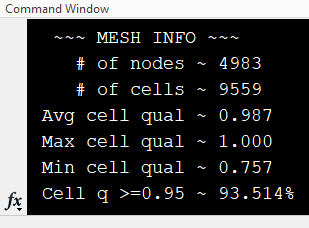 Command Window
~~~ MESH INFO ~~~
# of nodes ~ 4983
# of cells ~ 9559
Avg cell qual ~ 0.987
Max cell qual ~ 1.000
Min cell qual ~ 0.757
Cell q >=0.95 ~ 93.514%
fx